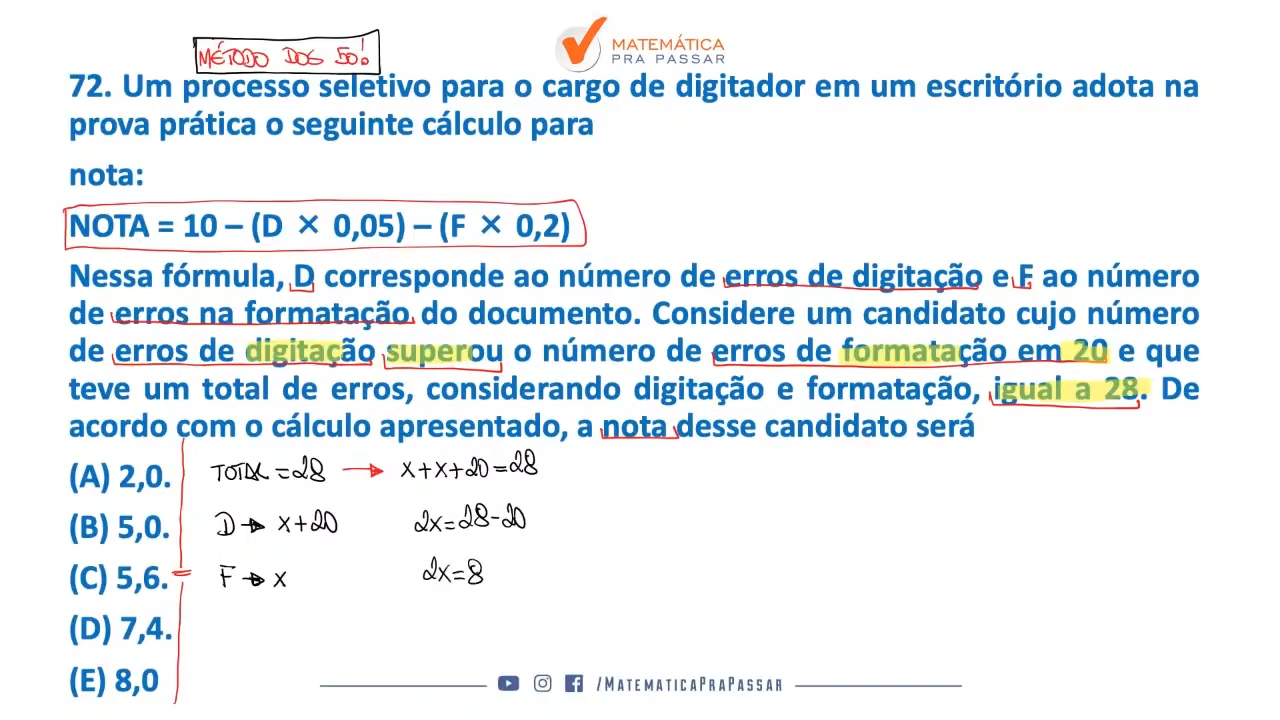 MÉTODO DOS 50!
MATEMÁTICA
PRA PASSAR
72. Um processo seletivo para o cargo de digitador em um escritório adota na
prova prática o seguinte cálculo para
nota:
NOTA = 10 – (D × 0,05) – (F × 0,2)
Nessa fórmula, D corresponde ao número de erros de digitação e F ao número
de erros na formatação do documento. Considere um candidato cujo número
de erros de digitação superou o número de erros de formatação em 20 e que
teve um total de erros, considerando digitação e formatação, igual a 28. De
acordo com o cálculo apresentado, a nota desse candidato será
(A) 2,0.
(B) 5,0.
(C) 5,6.
(D) 7,4.
(E) 8,0
TOTAL = 28 → x+x+20=28
D → x+20 2x=28-20
F → x 2x=8
/MatematicaPraPassar